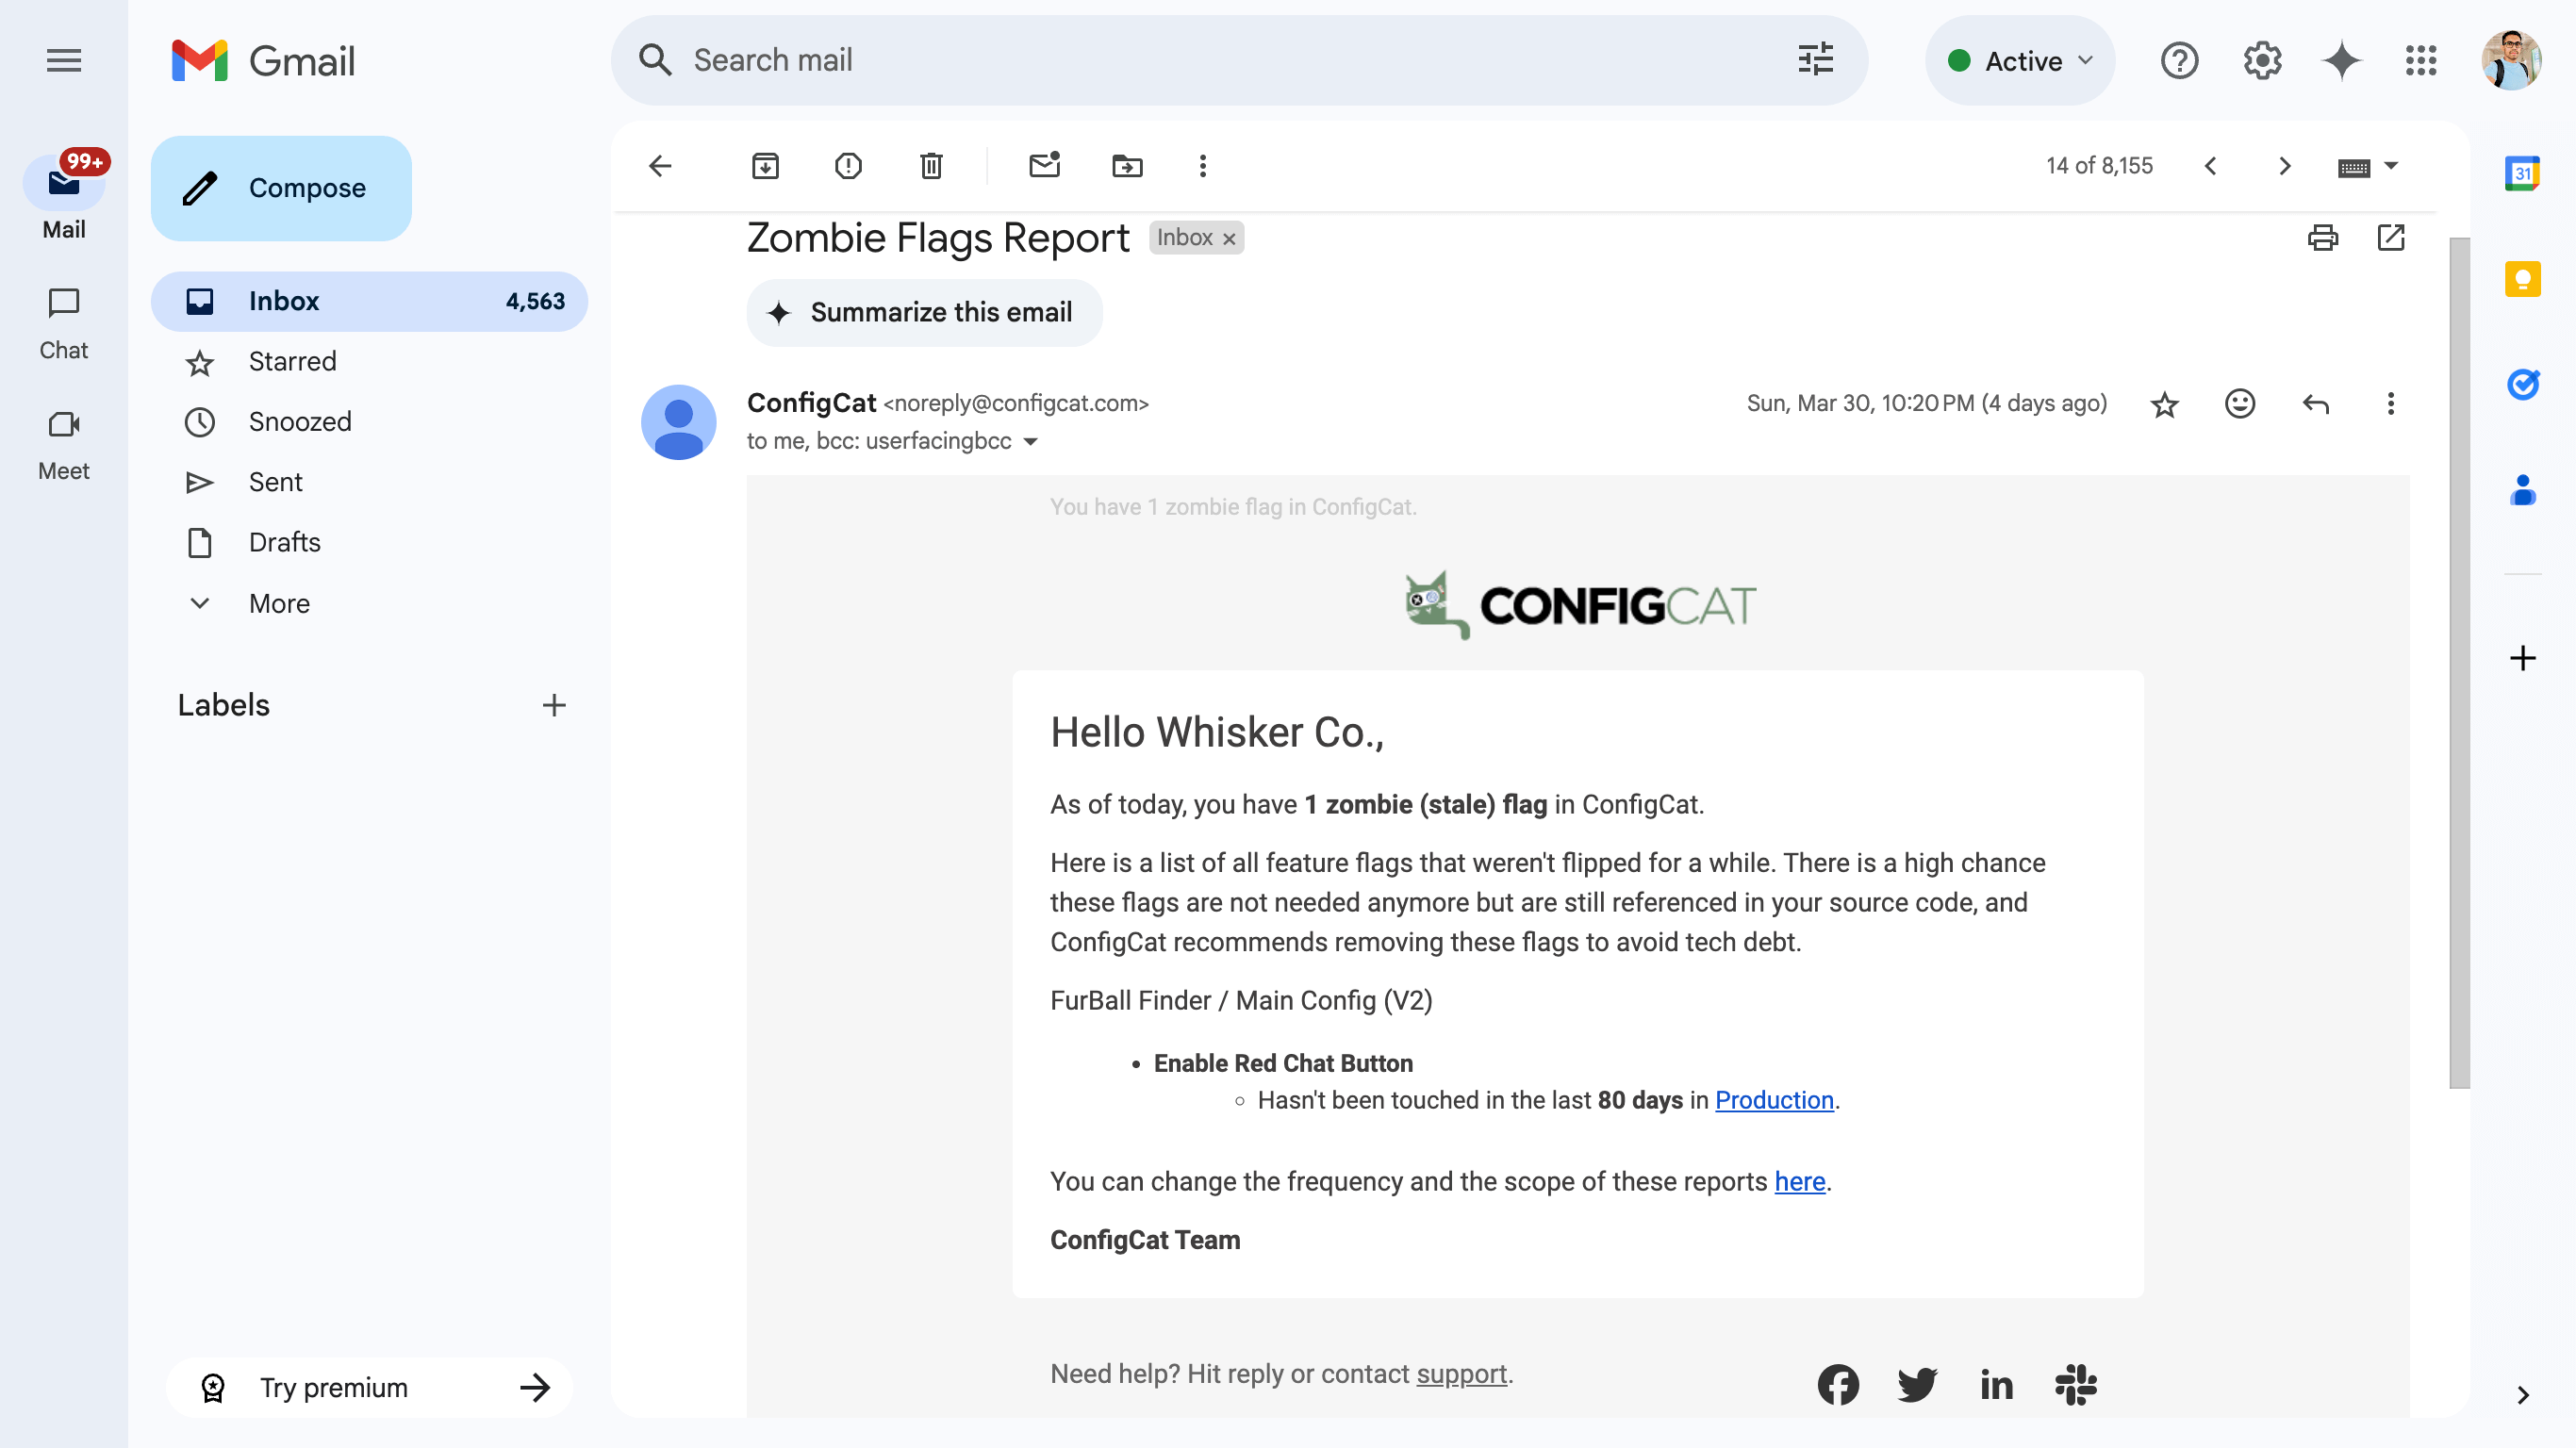 Gmail
Search mail
Active
99+
Mail
Chat
Meet
Compose
Inbox 4,563
Starred
Snoozed
Sent
Drafts
More
Labels
Try premium
14 of 8,155
31
Zombie Flags Report Inbox x
Summarize this email
ConfigCat <noreply@configcat.com> Sun, Mar 30, 10:20 PM (4 days ago)
to me, bcc: userfacingbcc
You have 1 zombie flag in ConfigCat.
CONFIGCAT
Hello Whisker Co.,
As of today, you have 1 zombie (stale) flag in ConfigCat.
Here is a list of all feature flags that weren't flipped for a while. There is a high chance
these flags are not needed anymore but are still referenced in your source code, and
ConfigCat recommends removing these flags to avoid tech debt.
FurBall Finder / Main Config (V2)
• Enable Red Chat Button
◦ Hasn't been touched in the last 80 days in Production.
You can change the frequency and the scope of these reports here.
ConfigCat Team
Need help? Hit reply or contact support.